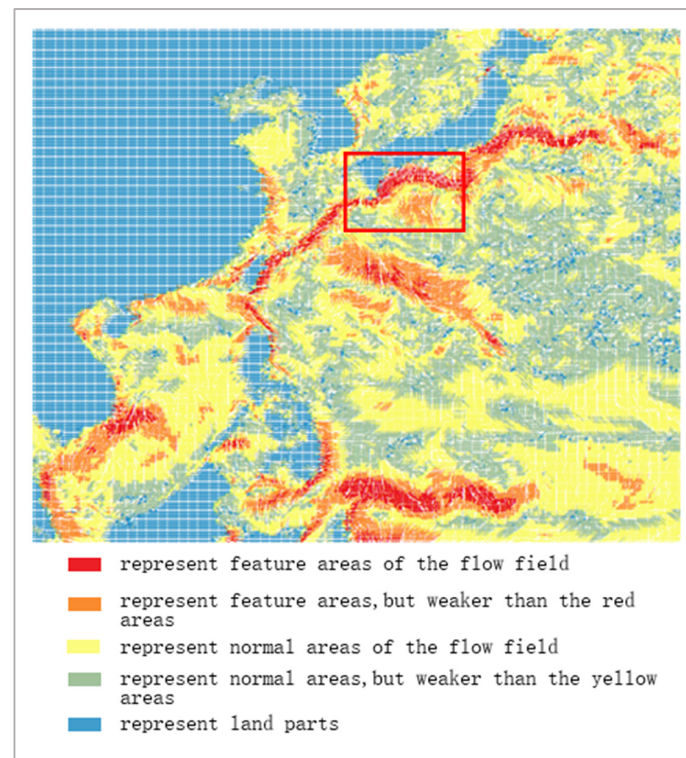 represent feature areas of the flow field
represent feature areas,but weaker than the red
areas
represent normal areas of the flow field
represent normal areas,but weaker than the yellow
areas
represent land parts